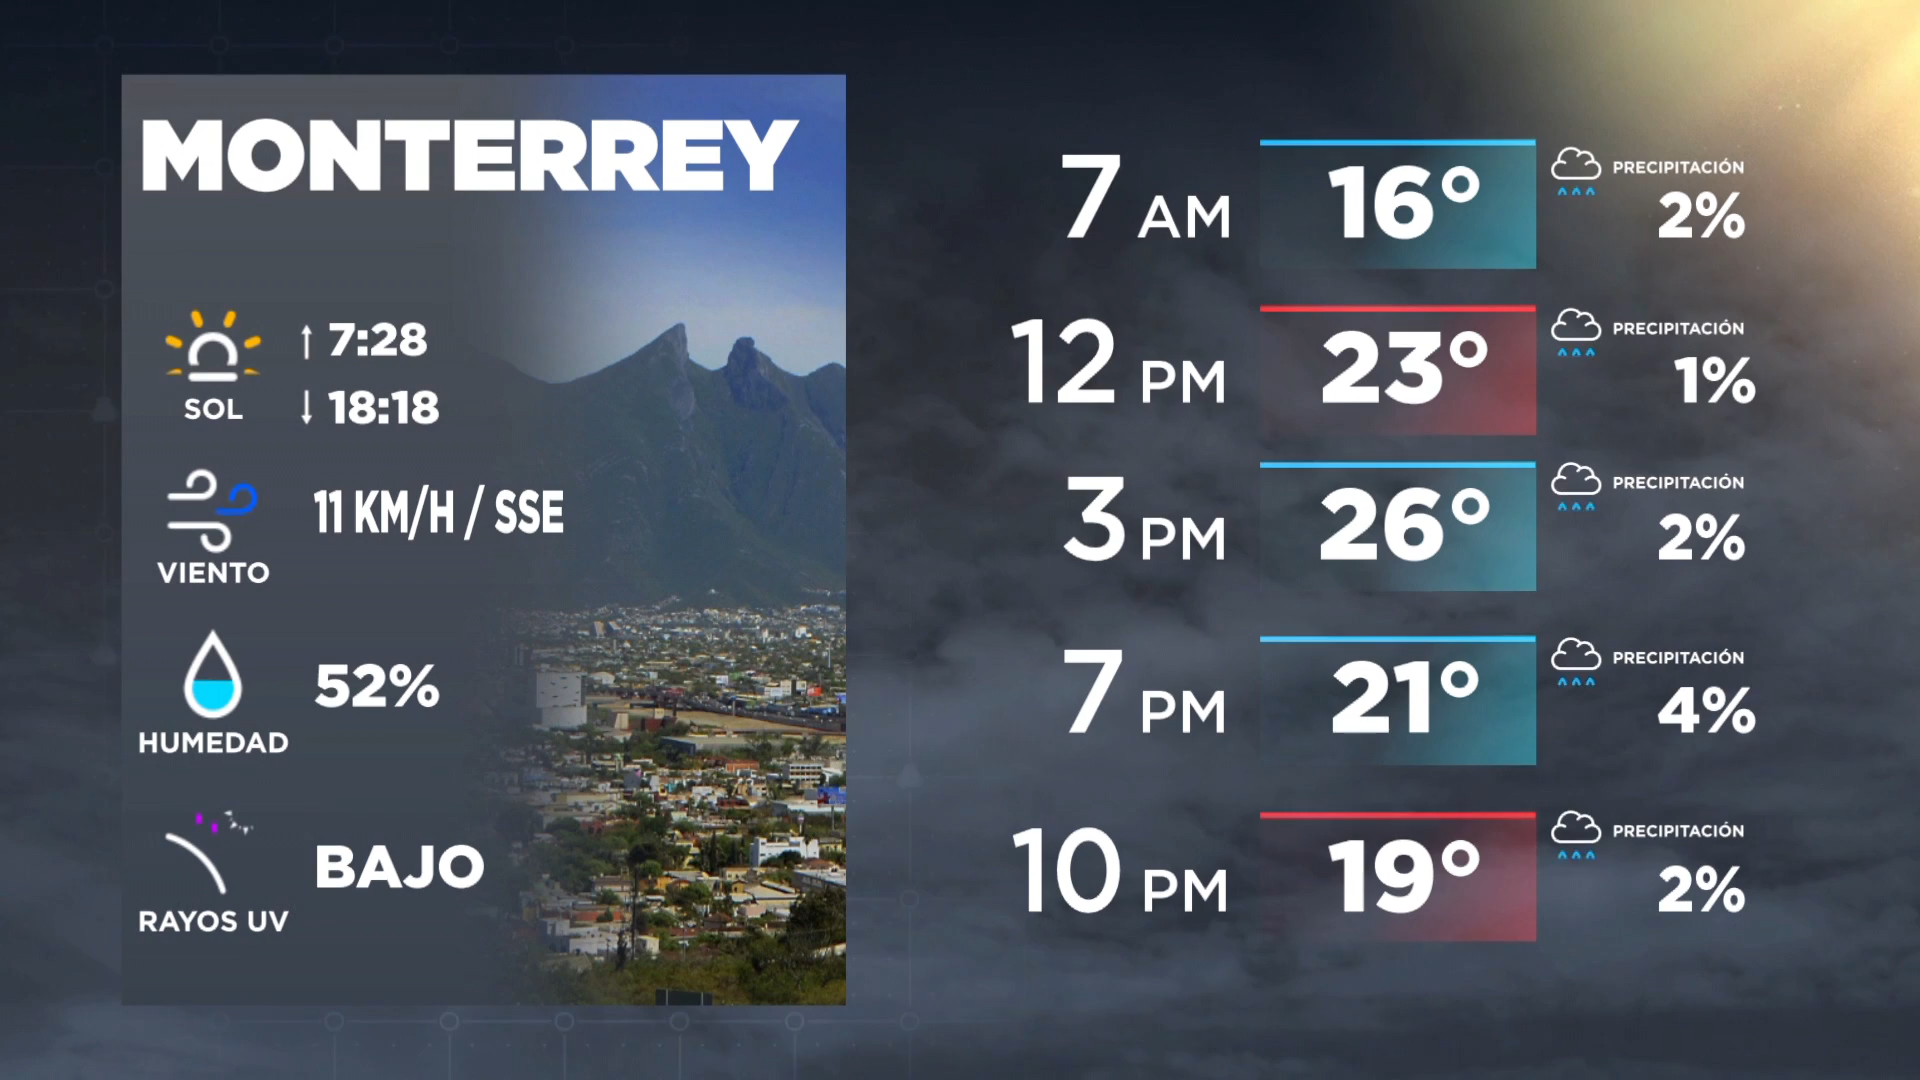 MONTERREY
↑ 7:28
SOL
↓ 18:18
11 KM/H / SSE
VIENTO
52%
HUMEDAD
BAJO
RAYOS UV
7 AM
16°
PRECIPITACIÓN
2%
12 PM
23°
PRECIPITACIÓN
1%
3 PM
26°
PRECIPITACIÓN
2%
7 PM
21°
PRECIPITACIÓN
4%
10 PM
19°
PRECIPITACIÓN
2%